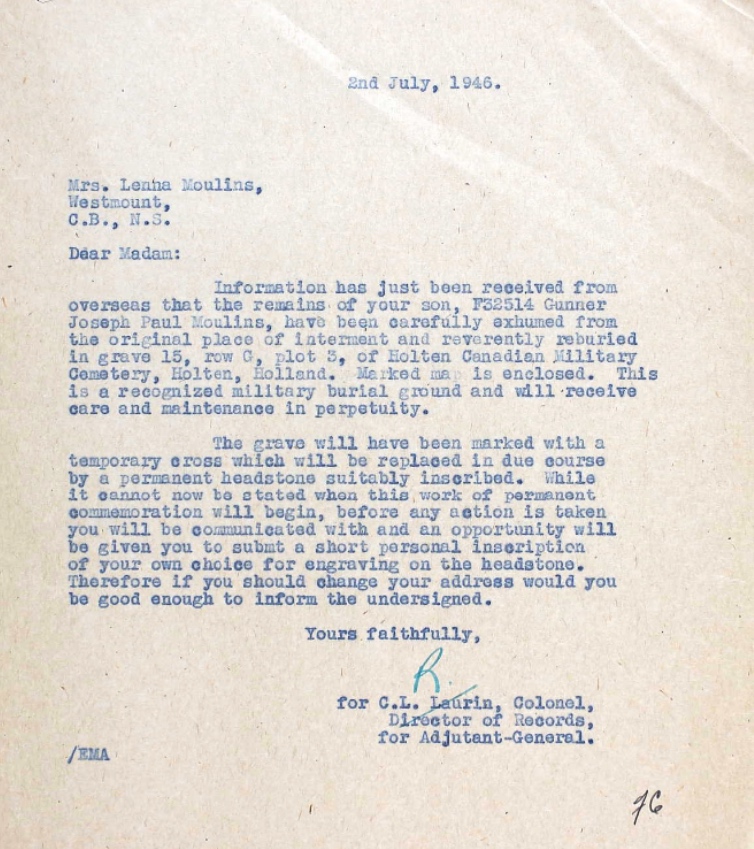 2nd July, 1946.
Mrs. Lenha Moulins,
Westmount,
C.B., N.S.
Dear Madam:
Information has just been received from
overseas that the remains of your son, F32514 Gunner
Joseph Paul Moulins, have been carefully exhumed from
the original place of interment and reverently reburied
in grave 15, row G, plot 3, of Holten Canadian Military
Cemetery, Holten, Holland. Marked map is enclosed. This
is a recognized military burial ground and will receive
care and maintenance in perpetuity.
The grave will have been marked with a
temporary cross which will be replaced in due course
by a permanent headstone suitably inscribed. While
it cannot now be stated when this work of permanent
commemoration will begin, before any action is taken
you will be communicated with and an opportunity will
be given you to submt a short personal inscription
of your own choice for engraving on the headstone.
Therefore if you should change your address would you
be good enough to inform the undersigned.
Yours faithfully,
R.
for C.L. Laurin, Colonel,
Director of Records,
for Adjutant-General.
/EMA
76